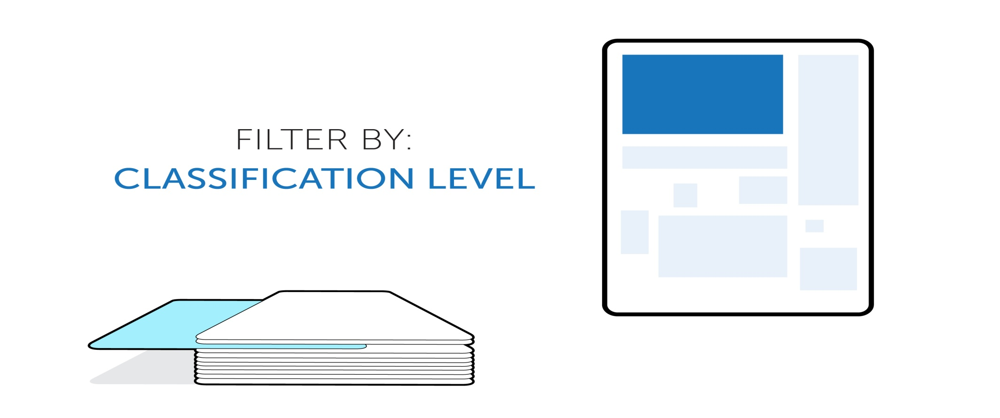 FILTER BY:
CLASSIFICATION LEVEL